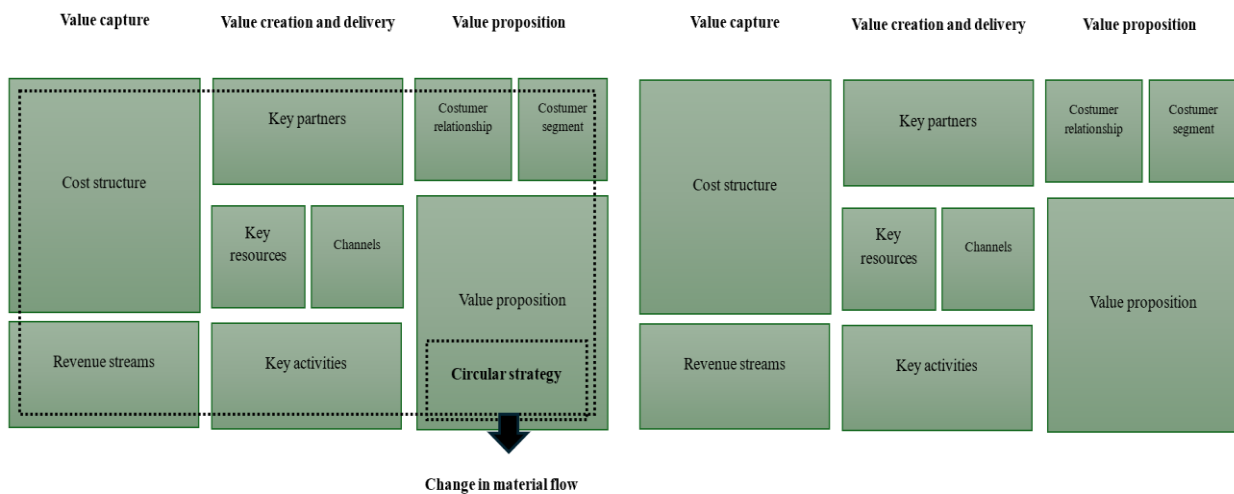 Value capture
Value creation and delivery
Value proposition
Cost structure
Key partners
Costumer
relationship
Costumer
segment
Key
resources
Channels
Value proposition
Revenue streams
Key activities
Circular strategy
Change in material flow
Value capture
Value creation and delivery
Value proposition
Cost structure
Key partners
Costumer
relationship
Costumer
segment
Key
resources
Channels
Value proposition
Revenue streams
Key activities